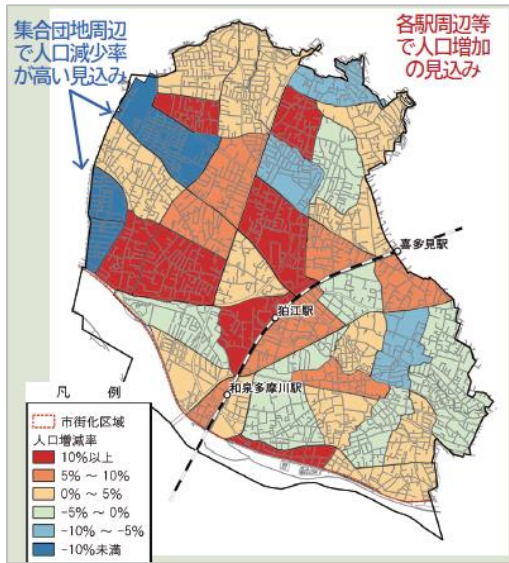 集合団地周辺
で人口減少率
が高い見込み
各駅周辺等
で人口増加
の見込み
喜多見駅
狛江駅
和泉多摩川駅
凡 例
市街化区域
人口増減率
10%以上
5% ～ 10%
0% ～ 5%
-5% ～ 0%
-10% ～ -5%
-10%未満